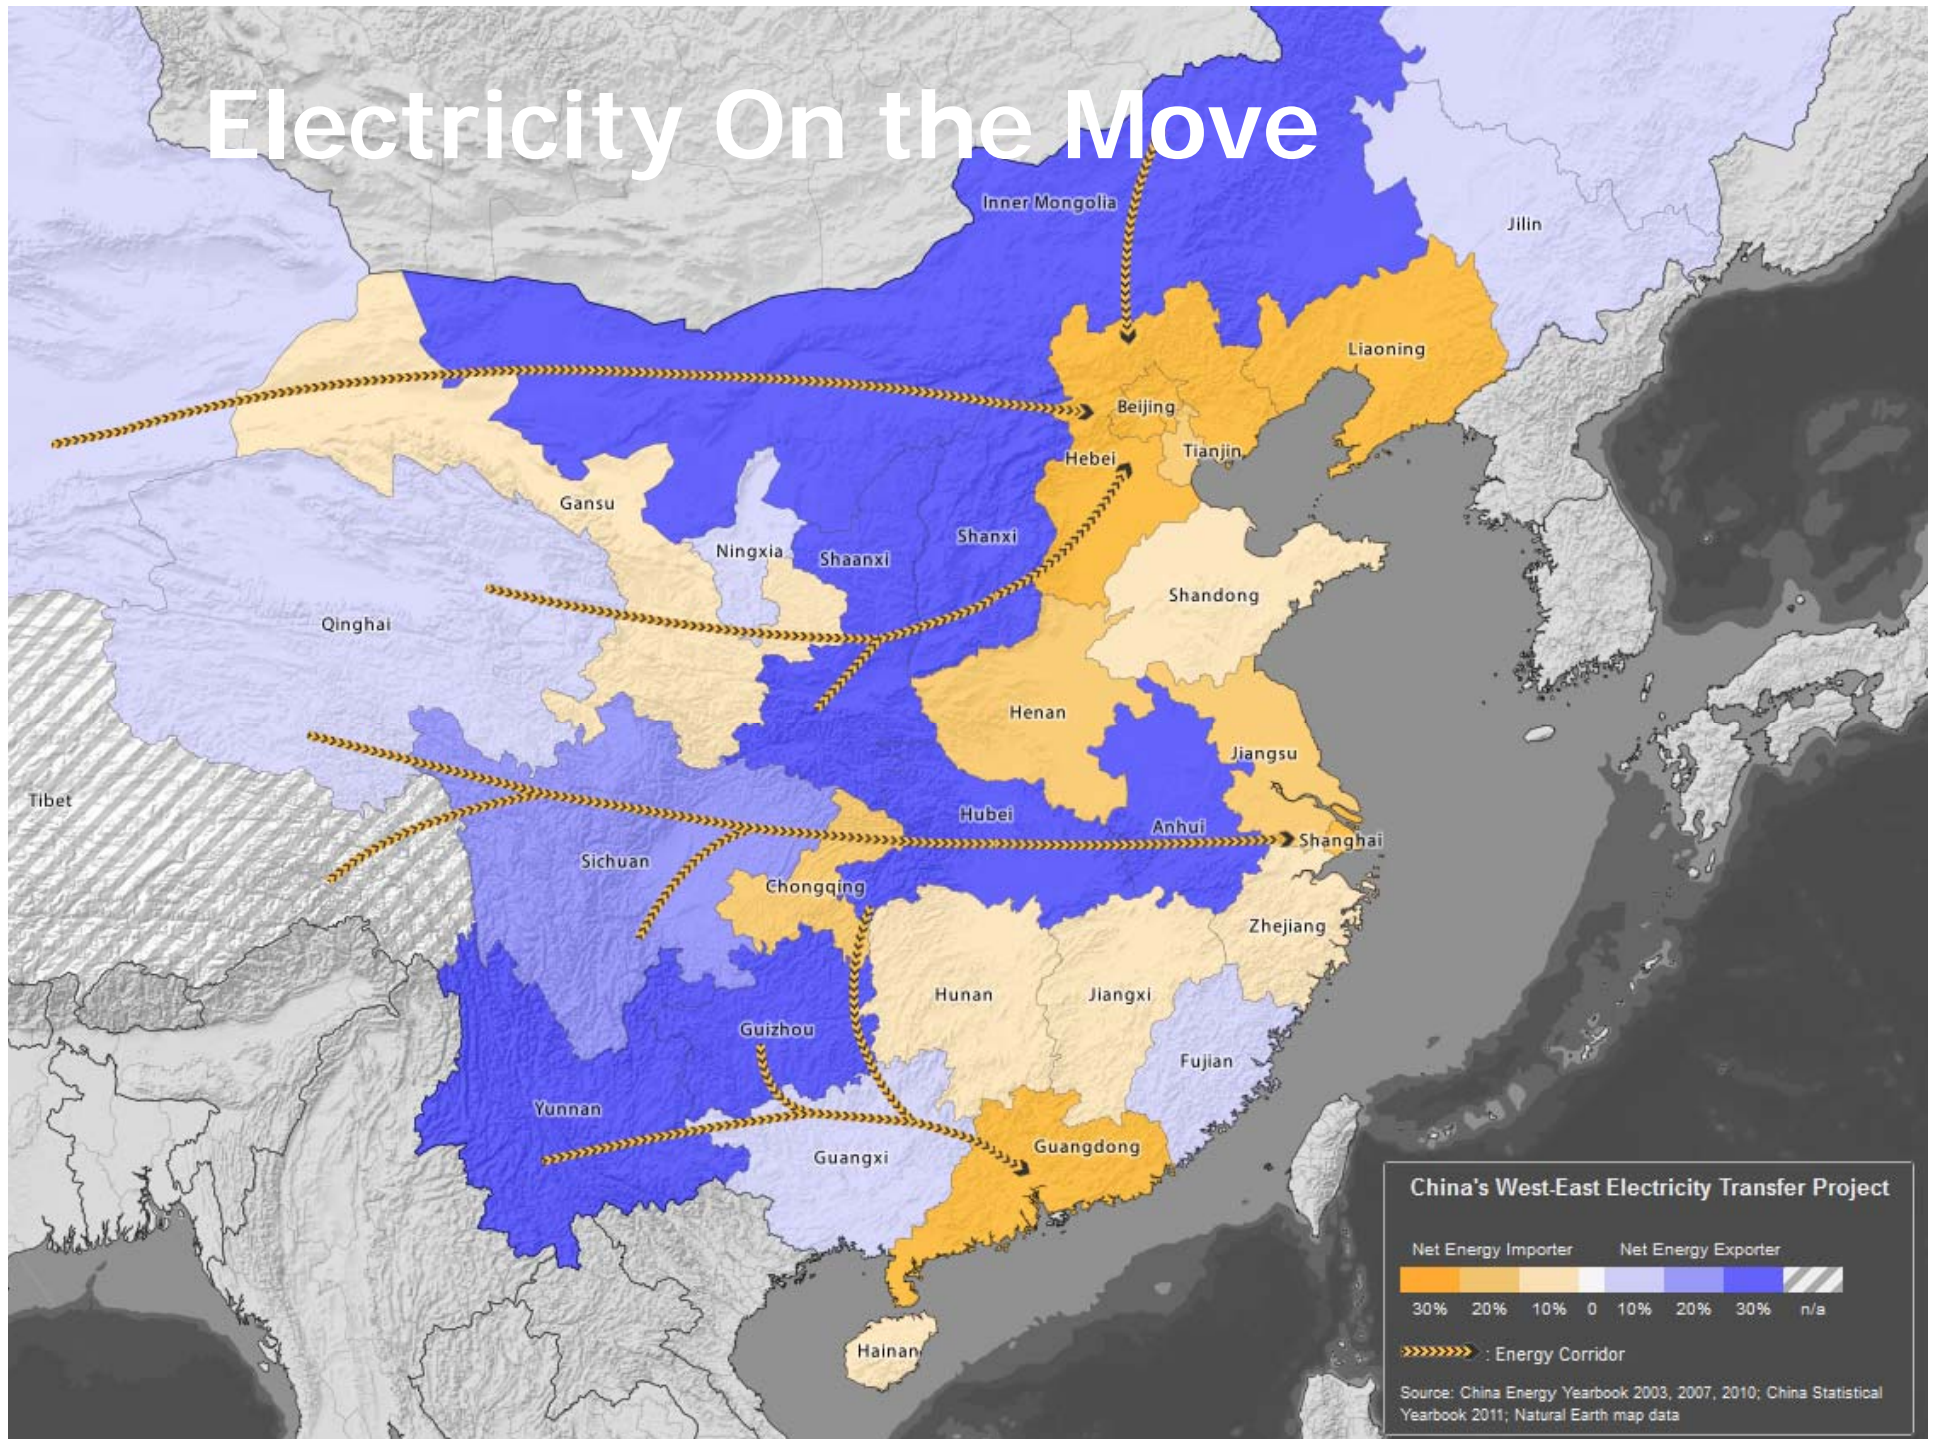 Electricity On the Move
Inner Mongolia
Jilin
Liaoning
Beijing
Tianjin
Hebei
Gansu
Shanxi
Ningxia
Shaanxi
Shandong
Qinghai
Henan
Jiangsu
Tibet
Hubei
Anhui
Shanghai
Sichuan
Chongqing
Zhejiang
Hunan
Jiangxi
Guizhou
Fujian
Yunnan
Guangdong
Guangxi
Hainan
China's West-East Electricity Transfer Project
Net Energy Importer Net Energy Exporter
30% 20% 10% 0 10% 20% 30% n/a
: Energy Corridor
Source: China Energy Yearbook 2003, 2007, 2010; China Statistical
Yearbook 2011; Natural Earth map data